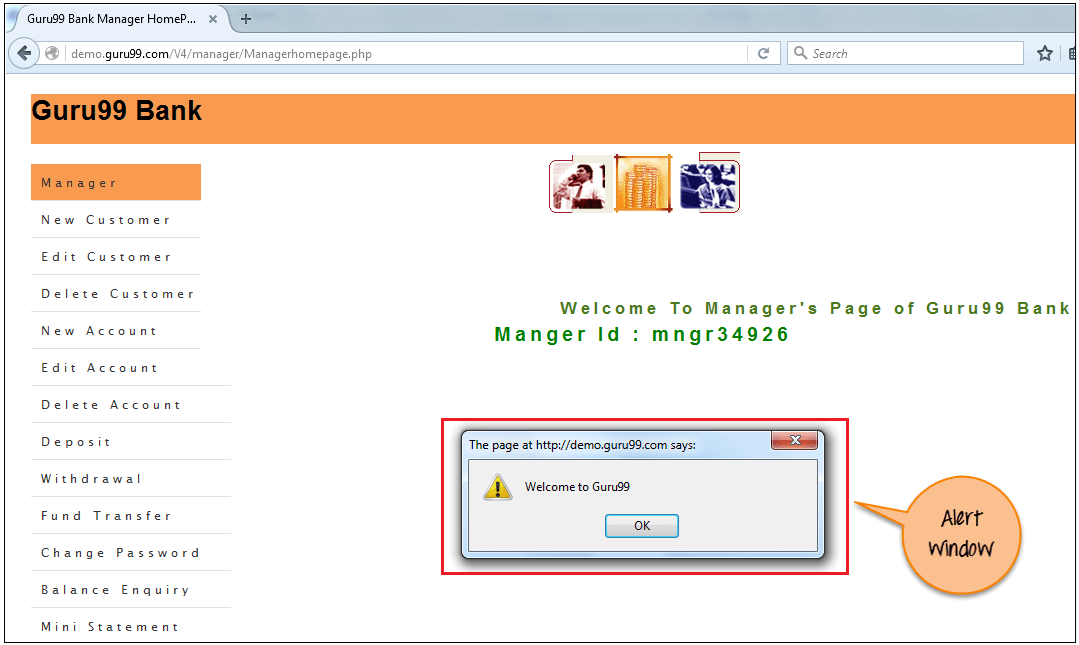 Guru99 Bank Manager HomeP...
demo.guru99.com/V4/manager/Managerhomepage.php
Search
Guru99 Bank
Manager
New Customer
Edit Customer
Delete Customer
New Account
Edit Account
Delete Account
Deposit
Withdrawal
Fund Transfer
Change Password
Balance Enquiry
Mini Statement
Welcome To Manager's Page of Guru99 Bank
Manger Id : mngr34926
The page at http://demo.guru99.com says:
Welcome to Guru99
OK
Alert
Window